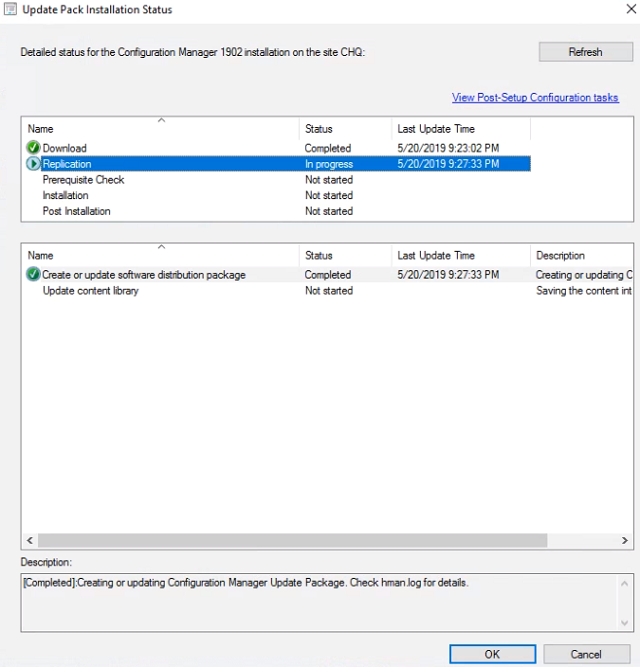 Update Pack Installation Status
Detailed status for the Configuration Manager 1902 installation on the site CHQ:
Refresh
View Post-Setup Configuration tasks
Name Status Last Update Time
Download Completed 5/20/2019 9:23:02 PM
Replication In progress 5/20/2019 9:27:33 PM
Prerequisite Check Not started
Installation Not started
Post Installation Not started
Name Status Last Update Time Description
Create or update software distribution package Completed 5/20/2019 9:27:33 PM Creating or updating C
Update content library Not started Saving the content int
Description:
[Completed]:Creating or updating Configuration Manager Update Package. Check hman.log for details.
OK Cancel